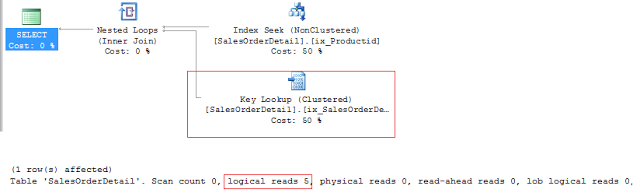 SELECT
Cost: 0 %
Nested Loops
(Inner Join)
Cost: 0 %
Index Seek (NonClustered)
[SalesOrderDetail].[ix_Productid]
Cost: 50 %
Key Lookup (Clustered)
[SalesOrderDetail].[ix_SalesOrderDe…
Cost: 50 %
(1 row(s) affected)
Table 'SalesOrderDetail'. Scan count 0, logical reads 5, physical reads 0, read-ahead reads 0, lob logical reads 0,